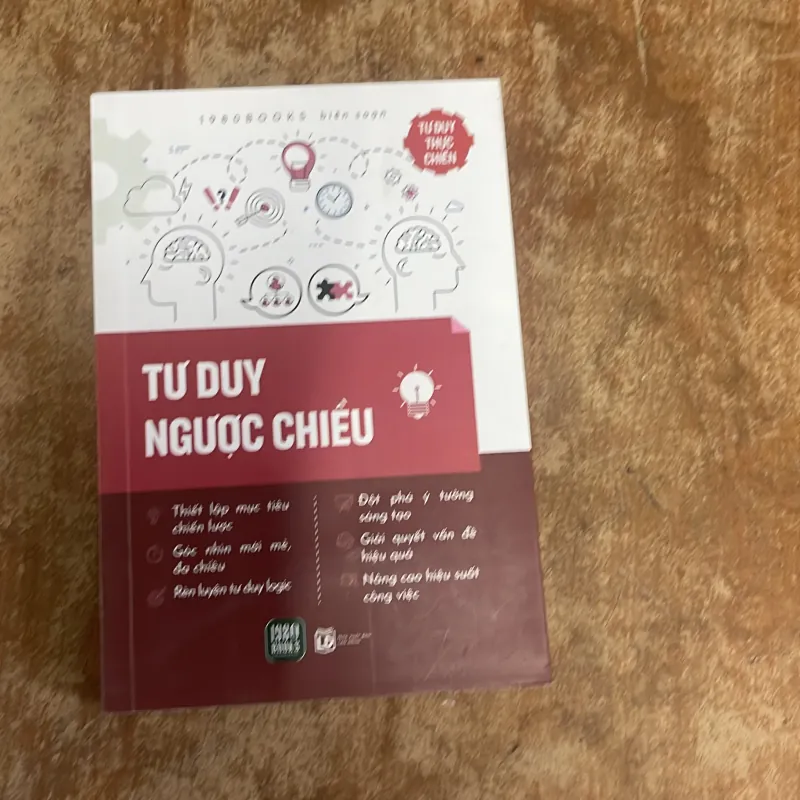 1980BOOKS biên soạn
TƯ DUY
THỰC
CHIẾN
TƯ DUY
NGƯỢC CHIỀU
Thiết lập mục tiêu
chiến lược
Góc nhìn mới mẻ,
đa chiều
Rèn luyện tư duy logic
Đột phá ý tưởng
sáng tạo
Giải quyết vấn đề
hiệu quả
Nâng cao hiệu suất
công việc
1980
BOOKS